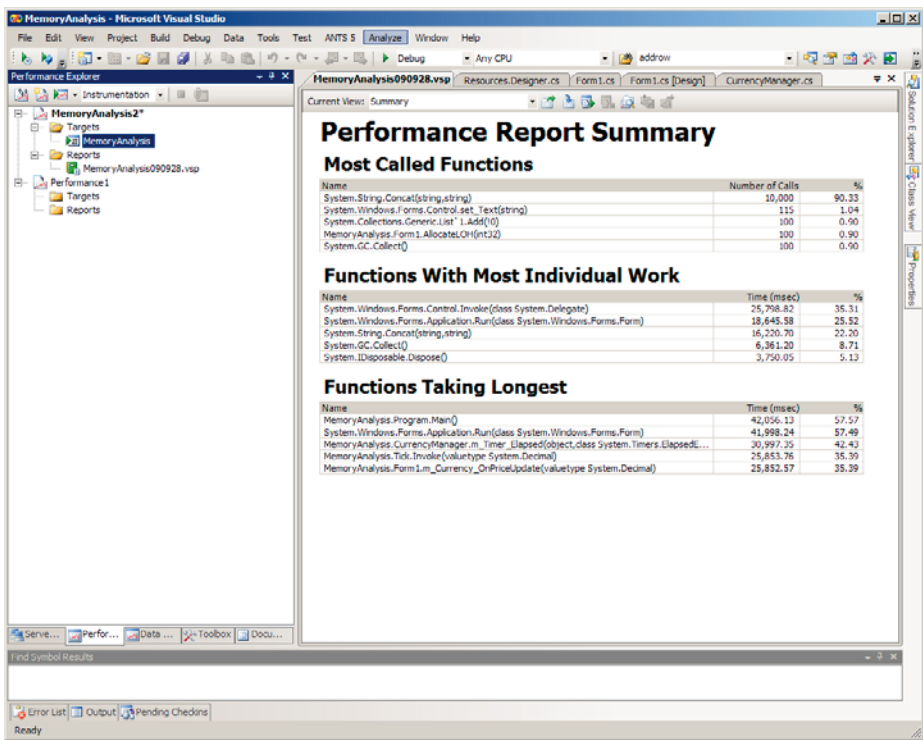 MemoryAnalysis - Microsoft Visual Studio
File Edit View Project Build Debug Data Tools Test ANTS 5 Analyze Window Help
Debug Any CPU addrow
Performance Explorer
Instrumentation
MemoryAnalysis2*
Targets
MemoryAnalysis
Reports
MemoryAnalysis090928.vsp
Performance1
Targets
Reports
MemoryAnalysis090928.vsp Resources.Designer.cs Form1.cs Form1.cs [Design] CurrencyManager.cs
Current View: Summary
Performance Report Summary
Most Called Functions
Name Number of Calls %
System.String.Concat(string,string) 10,000 90.33
System.Windows.Forms.Control.set_Text(string) 115 1.04
System.Collections.Generic.List`1.Add(!0) 100 0.90
MemoryAnalysis.Form1.AllocateLOH(int32) 100 0.90
System.GC.Collect() 100 0.90
Functions With Most Individual Work
Name Time (msec) %
System.Windows.Forms.Control.Invoke(class System.Delegate) 25,798.82 35.31
System.Windows.Forms.Application.Run(class System.Windows.Forms.Form) 18,645.58 25.52
System.String.Concat(string,string) 16,220.70 22.20
System.GC.Collect() 6,361.20 8.71
System.IDisposable.Dispose() 3,750.05 5.13
Functions Taking Longest
Name Time (msec) %
MemoryAnalysis.Program.Main() 42,056.13 57.57
System.Windows.Forms.Application.Run(class System.Windows.Forms.Form) 41,998.24 57.49
MemoryAnalysis.CurrencyManager.m_Timer_Elapsed(object,class System.Timers.ElapsedE... 30,997.35 42.43
MemoryAnalysis.Tick.Invoke(valuetype System.Decimal) 25,853.76 35.39
MemoryAnalysis.Form1.m_Currency_OnPriceUpdate(valuetype System.Decimal) 25,852.57 35.39
Solution Explorer
Class View
Properties
Serve... Perfor... Data ... Toolbox Docu...
Find Symbol Results
Error List Output Pending Checkins
Ready